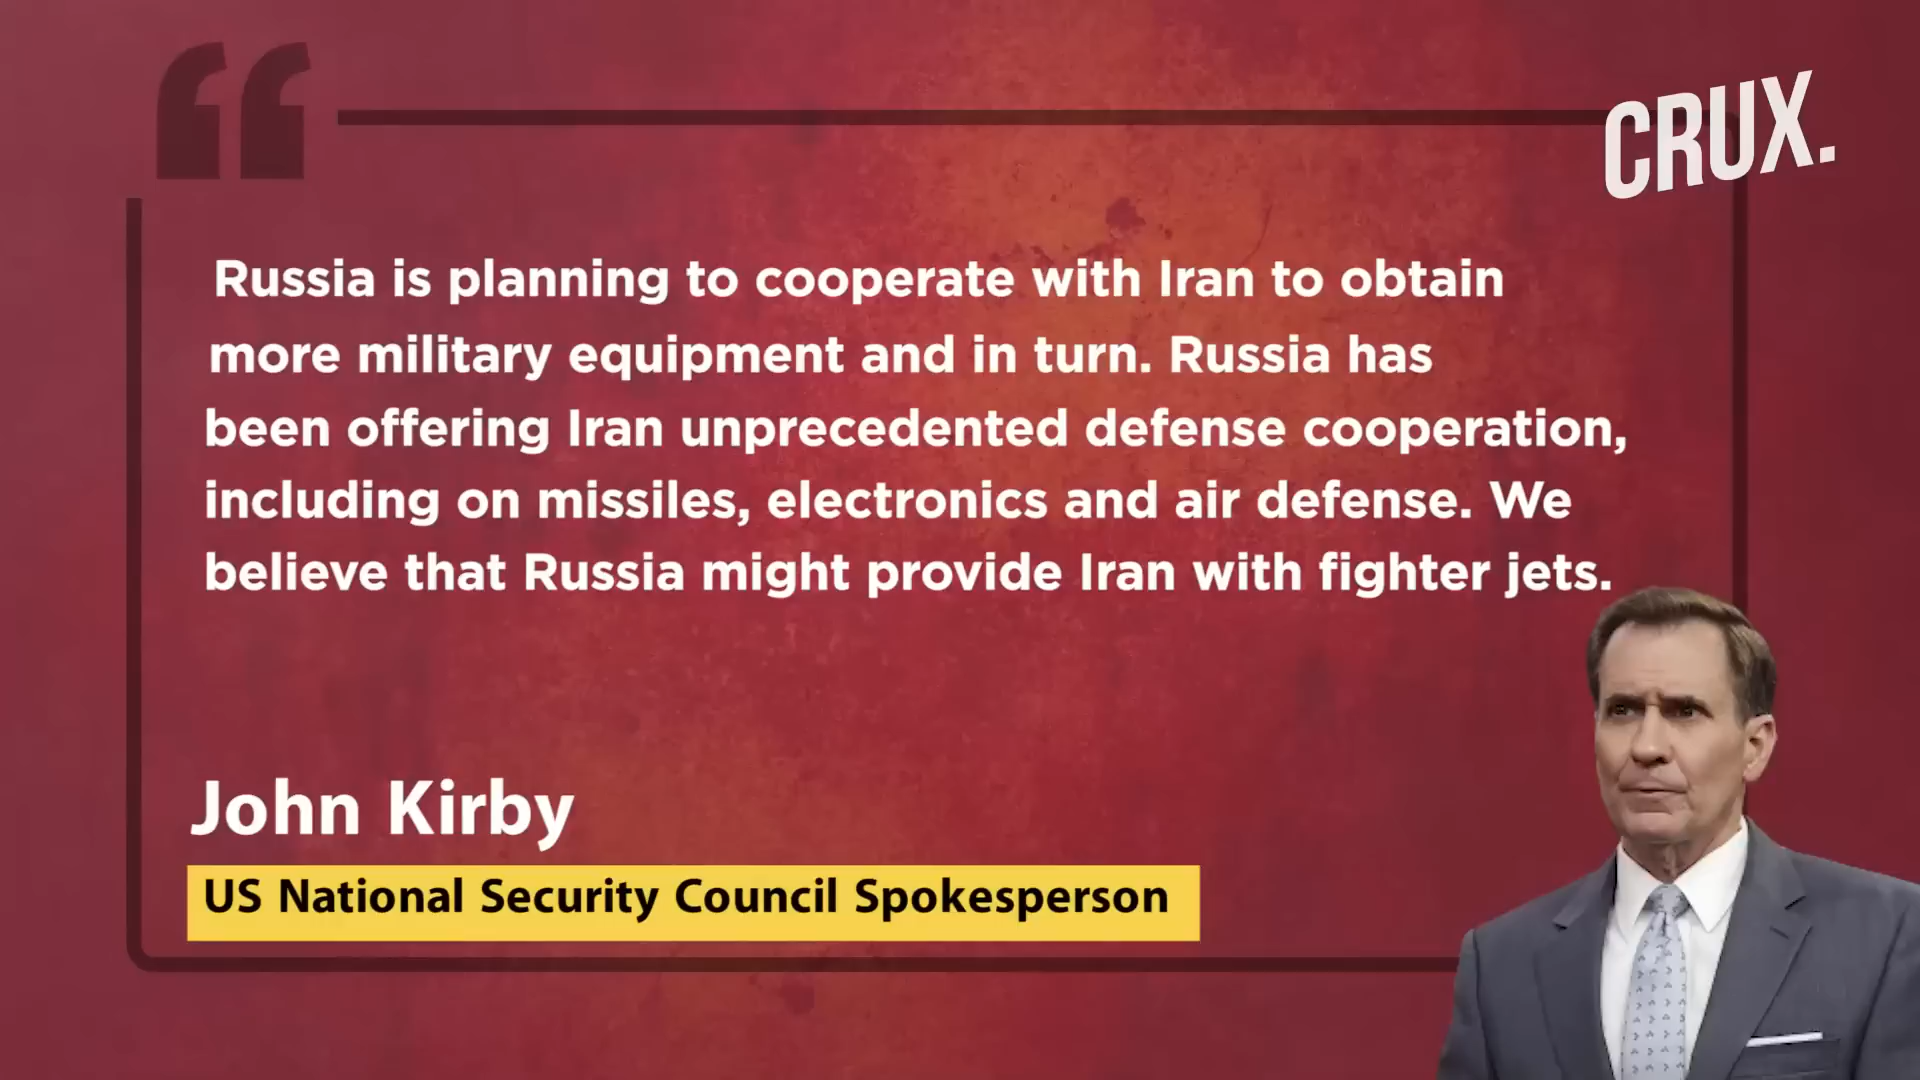 CRUX.
Russia is planning to cooperate with Iran to obtain
more military equipment and in turn. Russia has
been offering Iran unprecedented defense cooperation,
including on missiles, electronics and air defense. We
believe that Russia might provide Iran with fighter jets.
John Kirby
US National Security Council Spokesperson